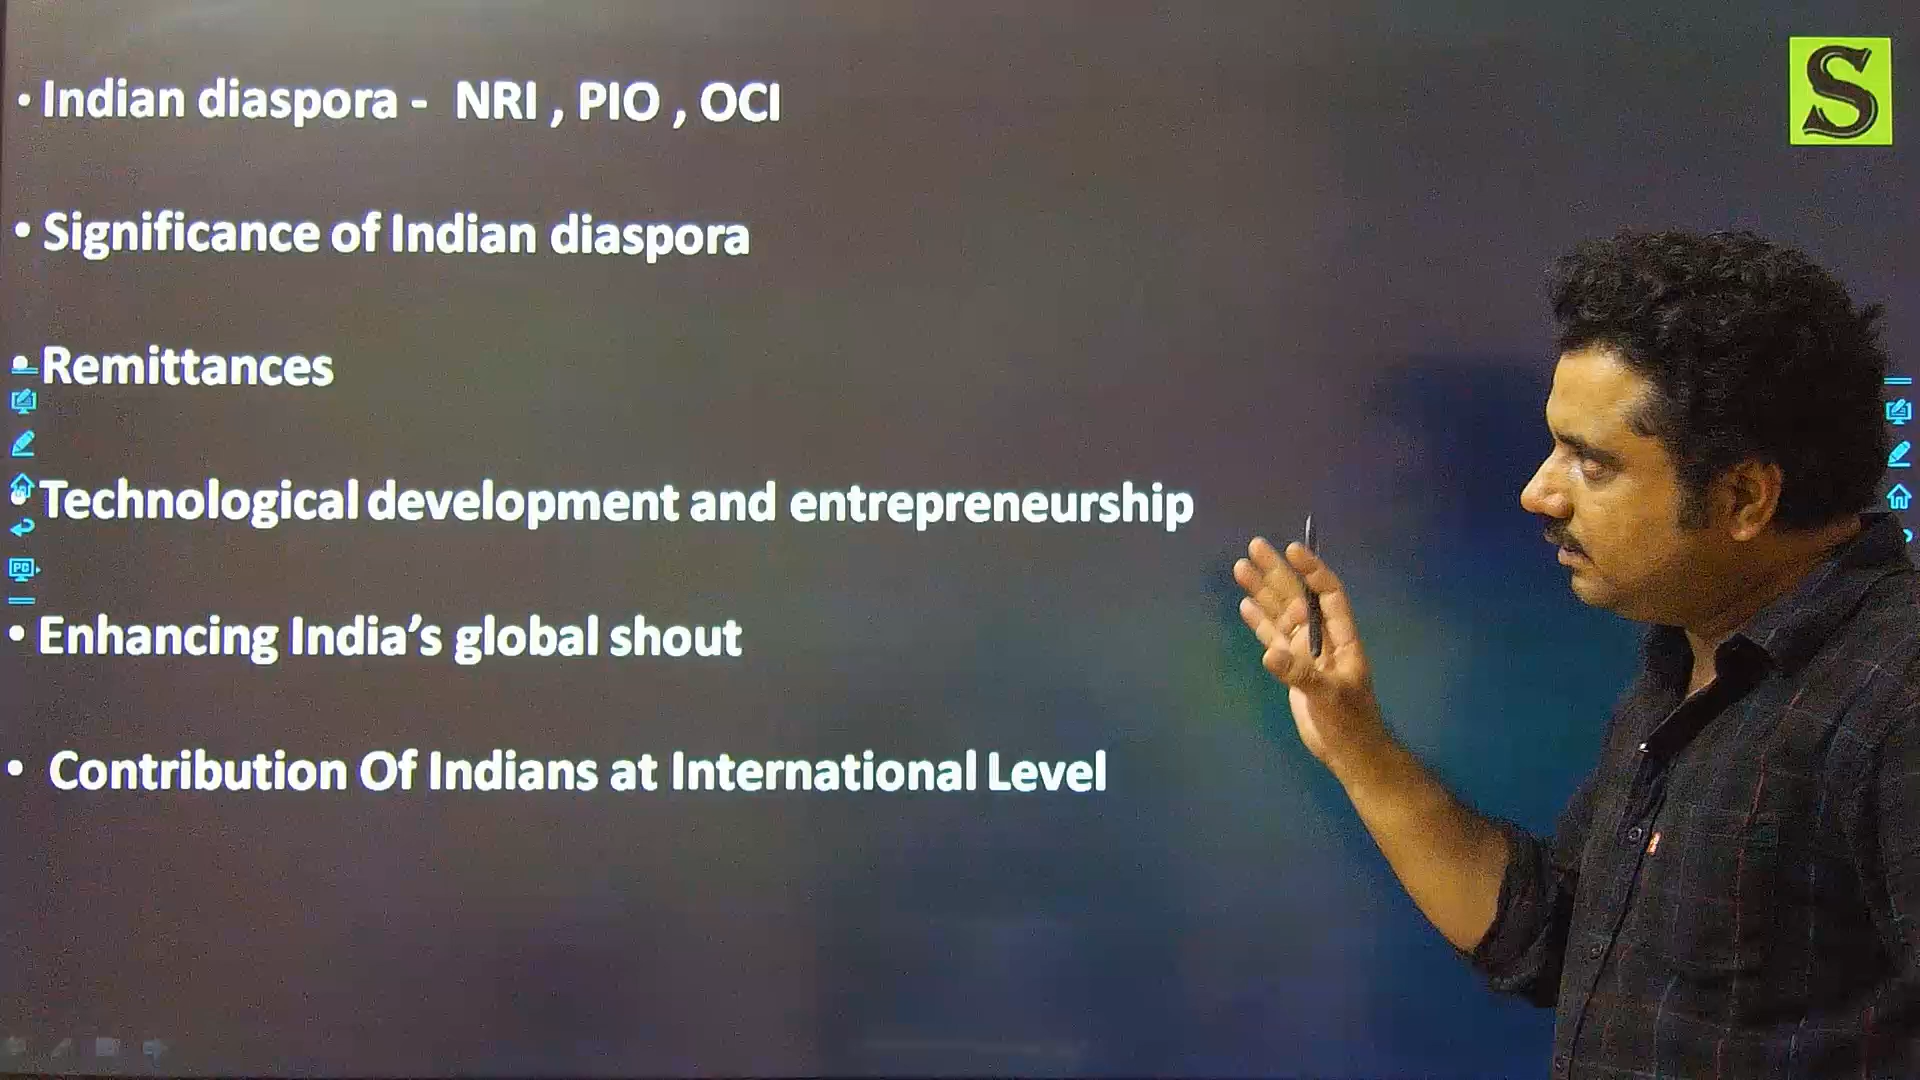 • Indian diaspora - NRI , PIO , OCI
S
• Significance of Indian diaspora
• Remittances
• Technological development and entrepreneurship
PC
• Enhancing India's global shout
• Contribution Of Indians at International Level